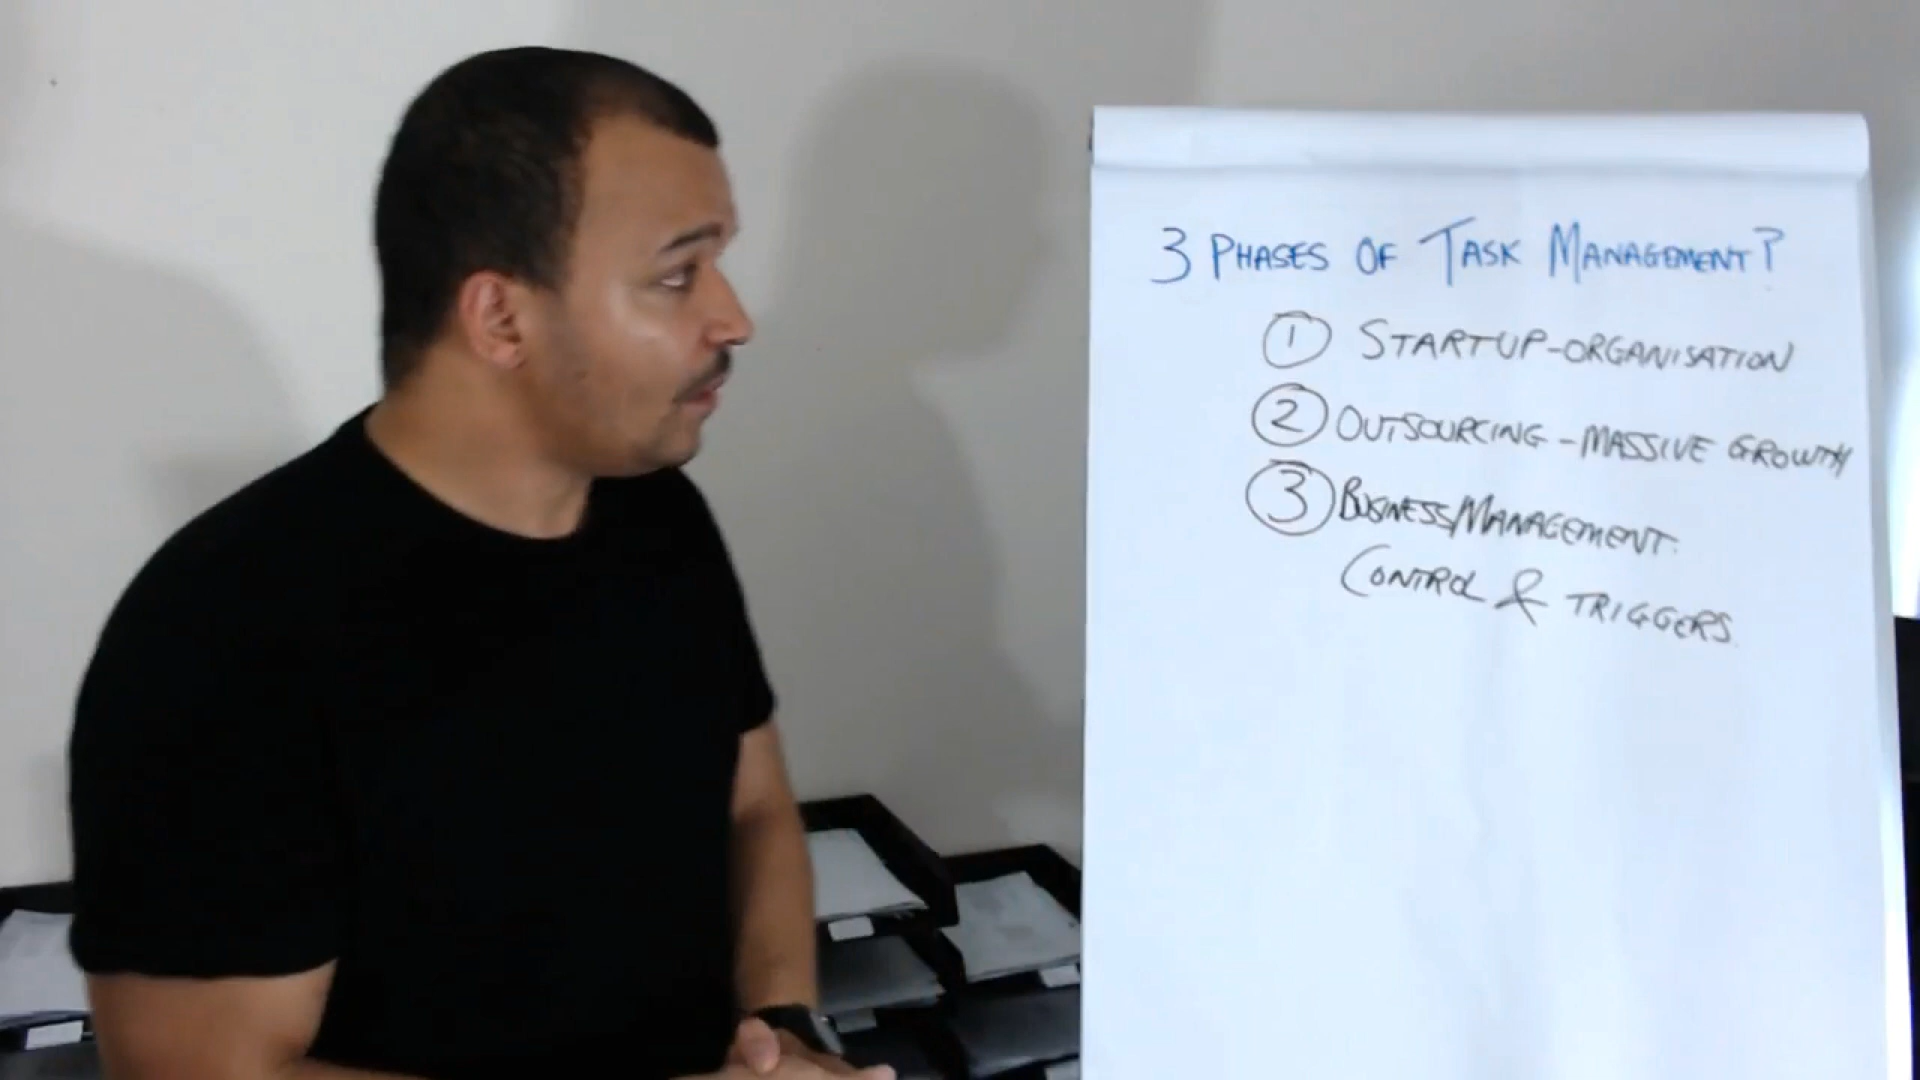 3 PHASES OF TASK MANAGEMENT?
① STARTUP-ORGANISATION
② OUTSOURCING - MASSIVE GROWTH
③ BUSINESS/MANAGEMENT.
CONTROL & TRIGGERS.